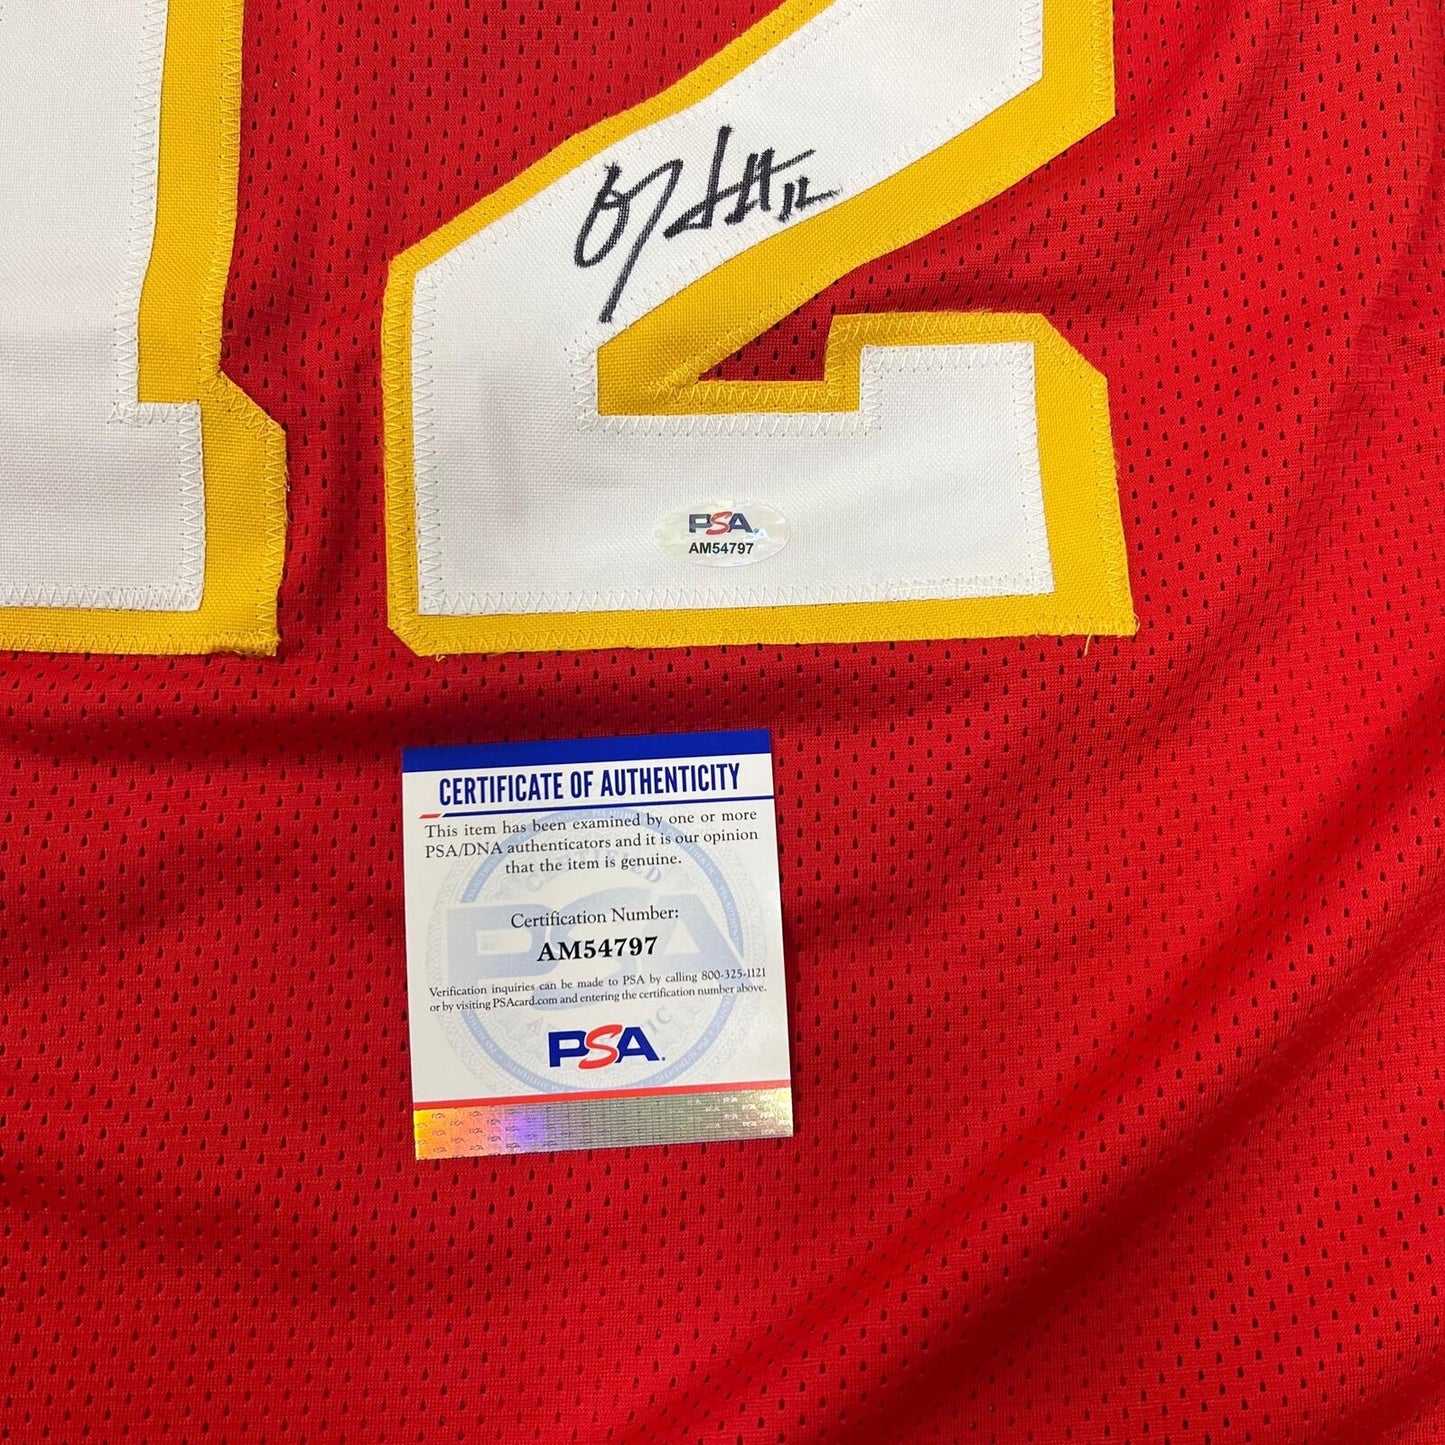 12
12
PSA
AM54797
CERTIFICATE OF AUTHENTICITY
This item has been examined by one or more
PSA/DNA authenticators and it is our opinion
that the item is genuine.
Certification Number:
AM54797
Verification inquiries can be made to PSA by calling 800-325-1121
or by visiting PSAcard.com and entering the certification number above.
PSA